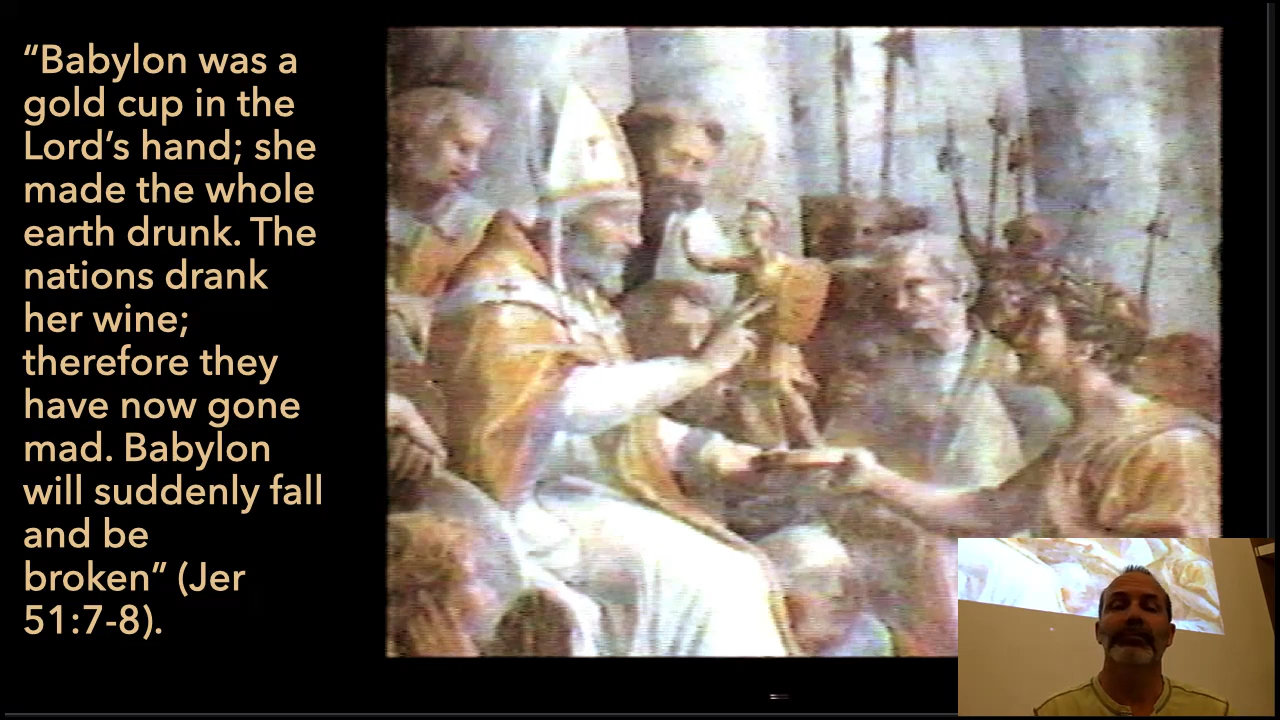 “Babylon was a
gold cup in the
Lord’s hand; she
made the whole
earth drunk. The
nations drank
her wine;
therefore they
have now gone
mad. Babylon
will suddenly fall
and be
broken” (Jer
51:7-8).